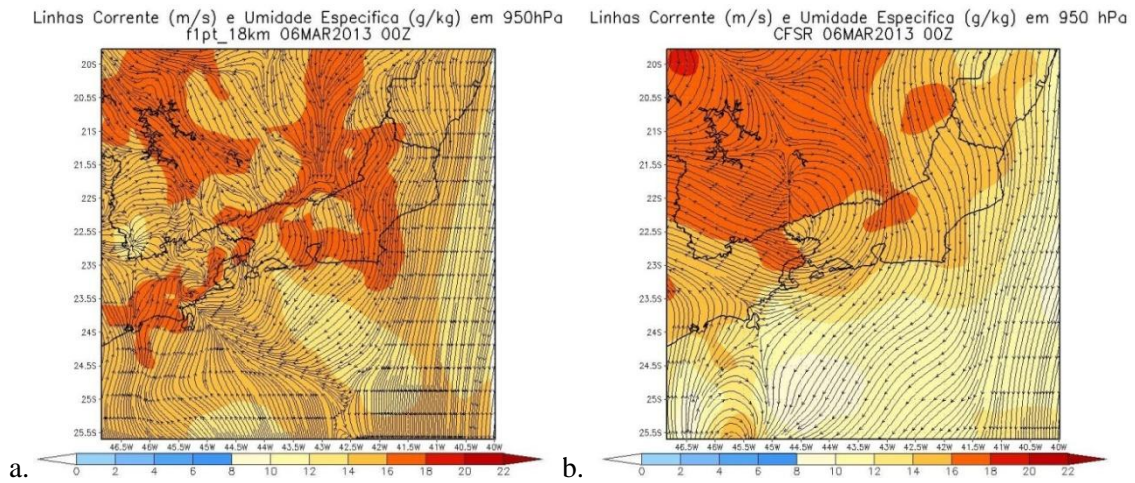 Linhas Corrente (m/s) e Umidade Especifica (g/kg) em 950hPa
f1pt_18km 06MAR2013 00Z
20S
20.5S
21S
21.5S
22S
22.5S
23S
23.5S
24S
24.5S
25S
25.5S
46.5W 46W 45.5W 45W 44.5W 44W 43.5W 43W 42.5W 42W 41.5W 41W 40.5W 40W
a.
0 2 4 6 8 10 12 14 16 18 20 22
Linhas Corrente (m/s) e Umidade Especifica (g/kg) em 950 hPa
CFSR 06MAR2013 00Z
20S
20.5S
21S
21.5S
22S
22.5S
23S
23.5S
24S
24.5S
25S
25.5S
46.5W 46W 45.5W 45W 44.5W 44W 43.5W 43W 42.5W 42W 41.5W 41W 40.5W 40W
b.
0 2 4 6 8 10 12 14 16 18 20 22